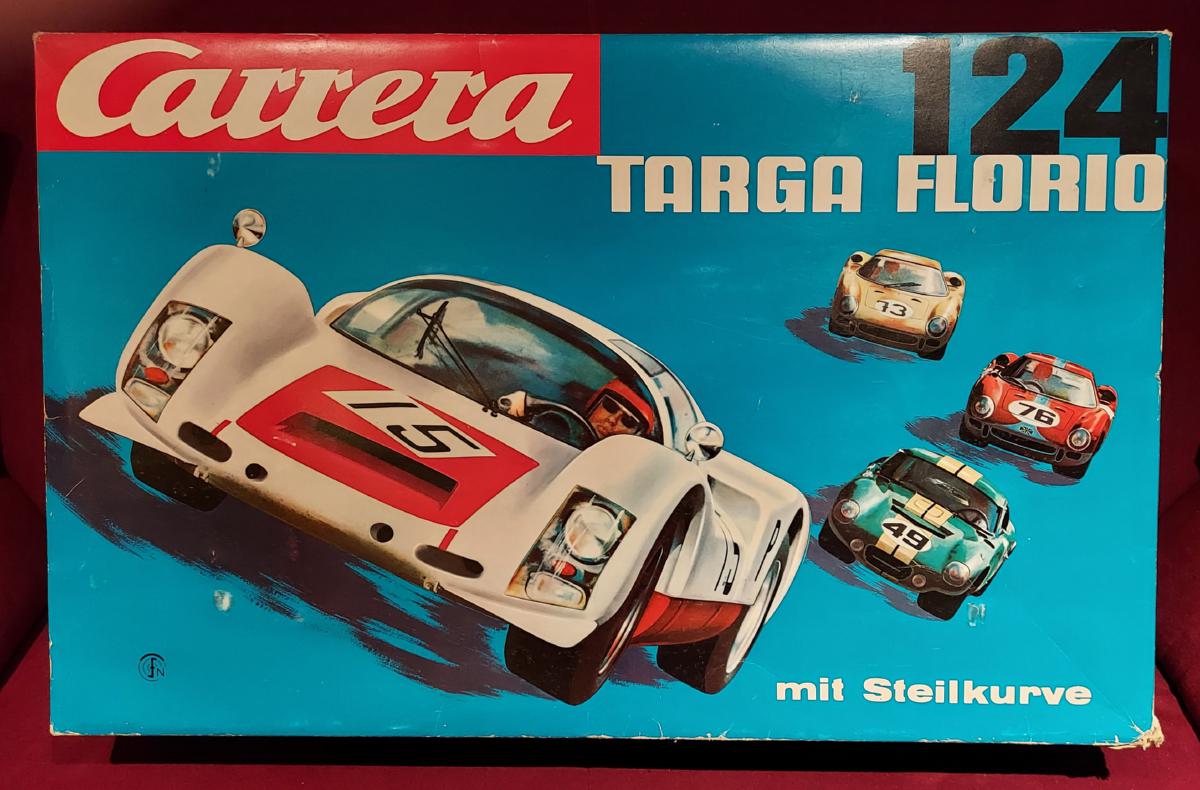 Carrera
124
TARGA FLORIO
13
76
15
49
mit Steilkurve